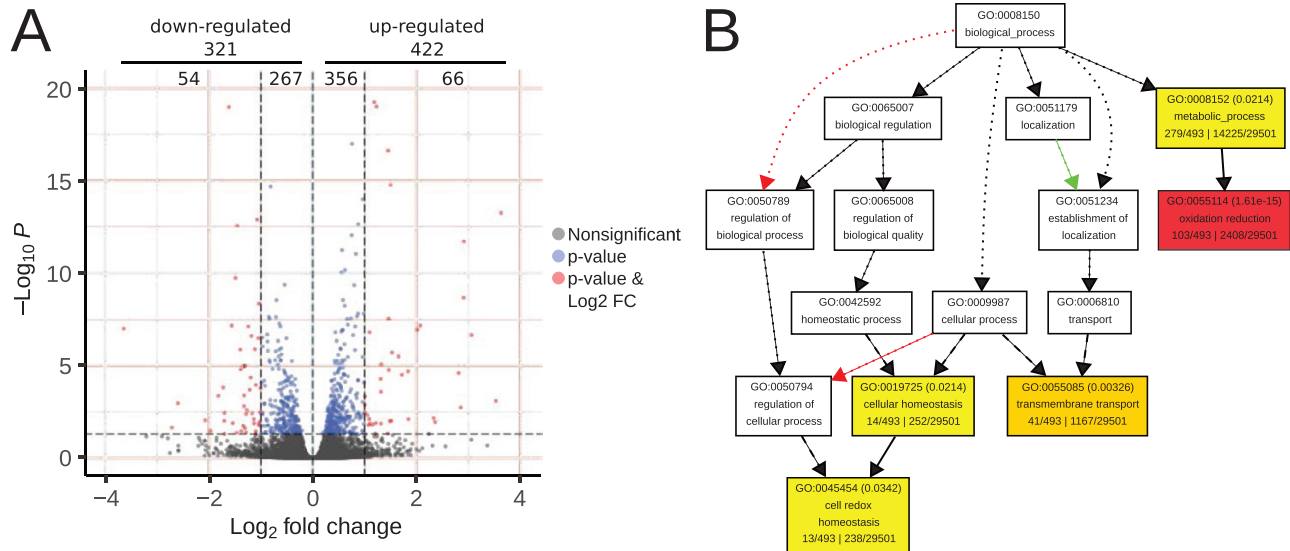 A
down-regulated
321
up-regulated
422
54
267
356
66
20
15
10
5
0
−Log10 P
−4
−2
0
2
4
Log2 fold change
Nonsignificant
p-value
p-value &
Log2 FC
B
GO:0008150
biological_process
GO:0065007
biological regulation
GO:0051179
localization
GO:0008152 (0.0214)
metabolic_process
279/493 | 14225/29501
GO:0050789
regulation of
biological process
GO:0065008
regulation of
biological quality
GO:0051234
establishment of
localization
GO:0055114 (1.61e-15)
oxidation reduction
103/493 | 2408/29501
GO:0042592
homeostatic process
GO:0009987
cellular process
GO:0006810
transport
GO:0050794
regulation of
cellular process
GO:0019725 (0.0214)
cellular homeostasis
14/493 | 252/29501
GO:0055085 (0.00326)
transmembrane transport
41/493 | 1167/29501
GO:0045454 (0.0342)
cell redox
homeostasis
13/493 | 238/29501